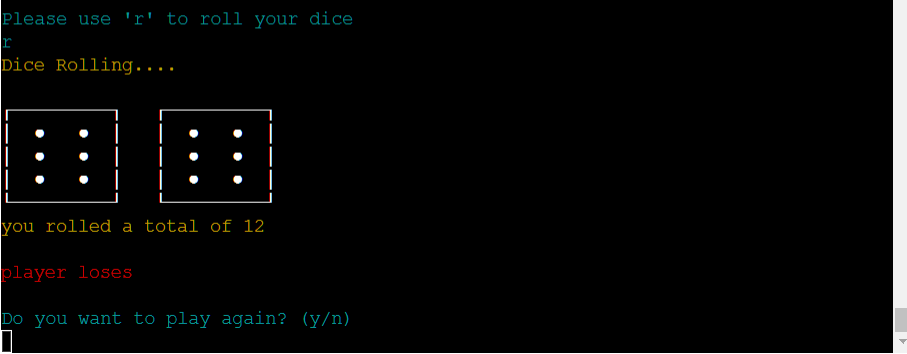 Please use 'r' to roll your dice
r
Dice Rolling....
you rolled a total of 12
player loses
Do you want to play again? (y/n)